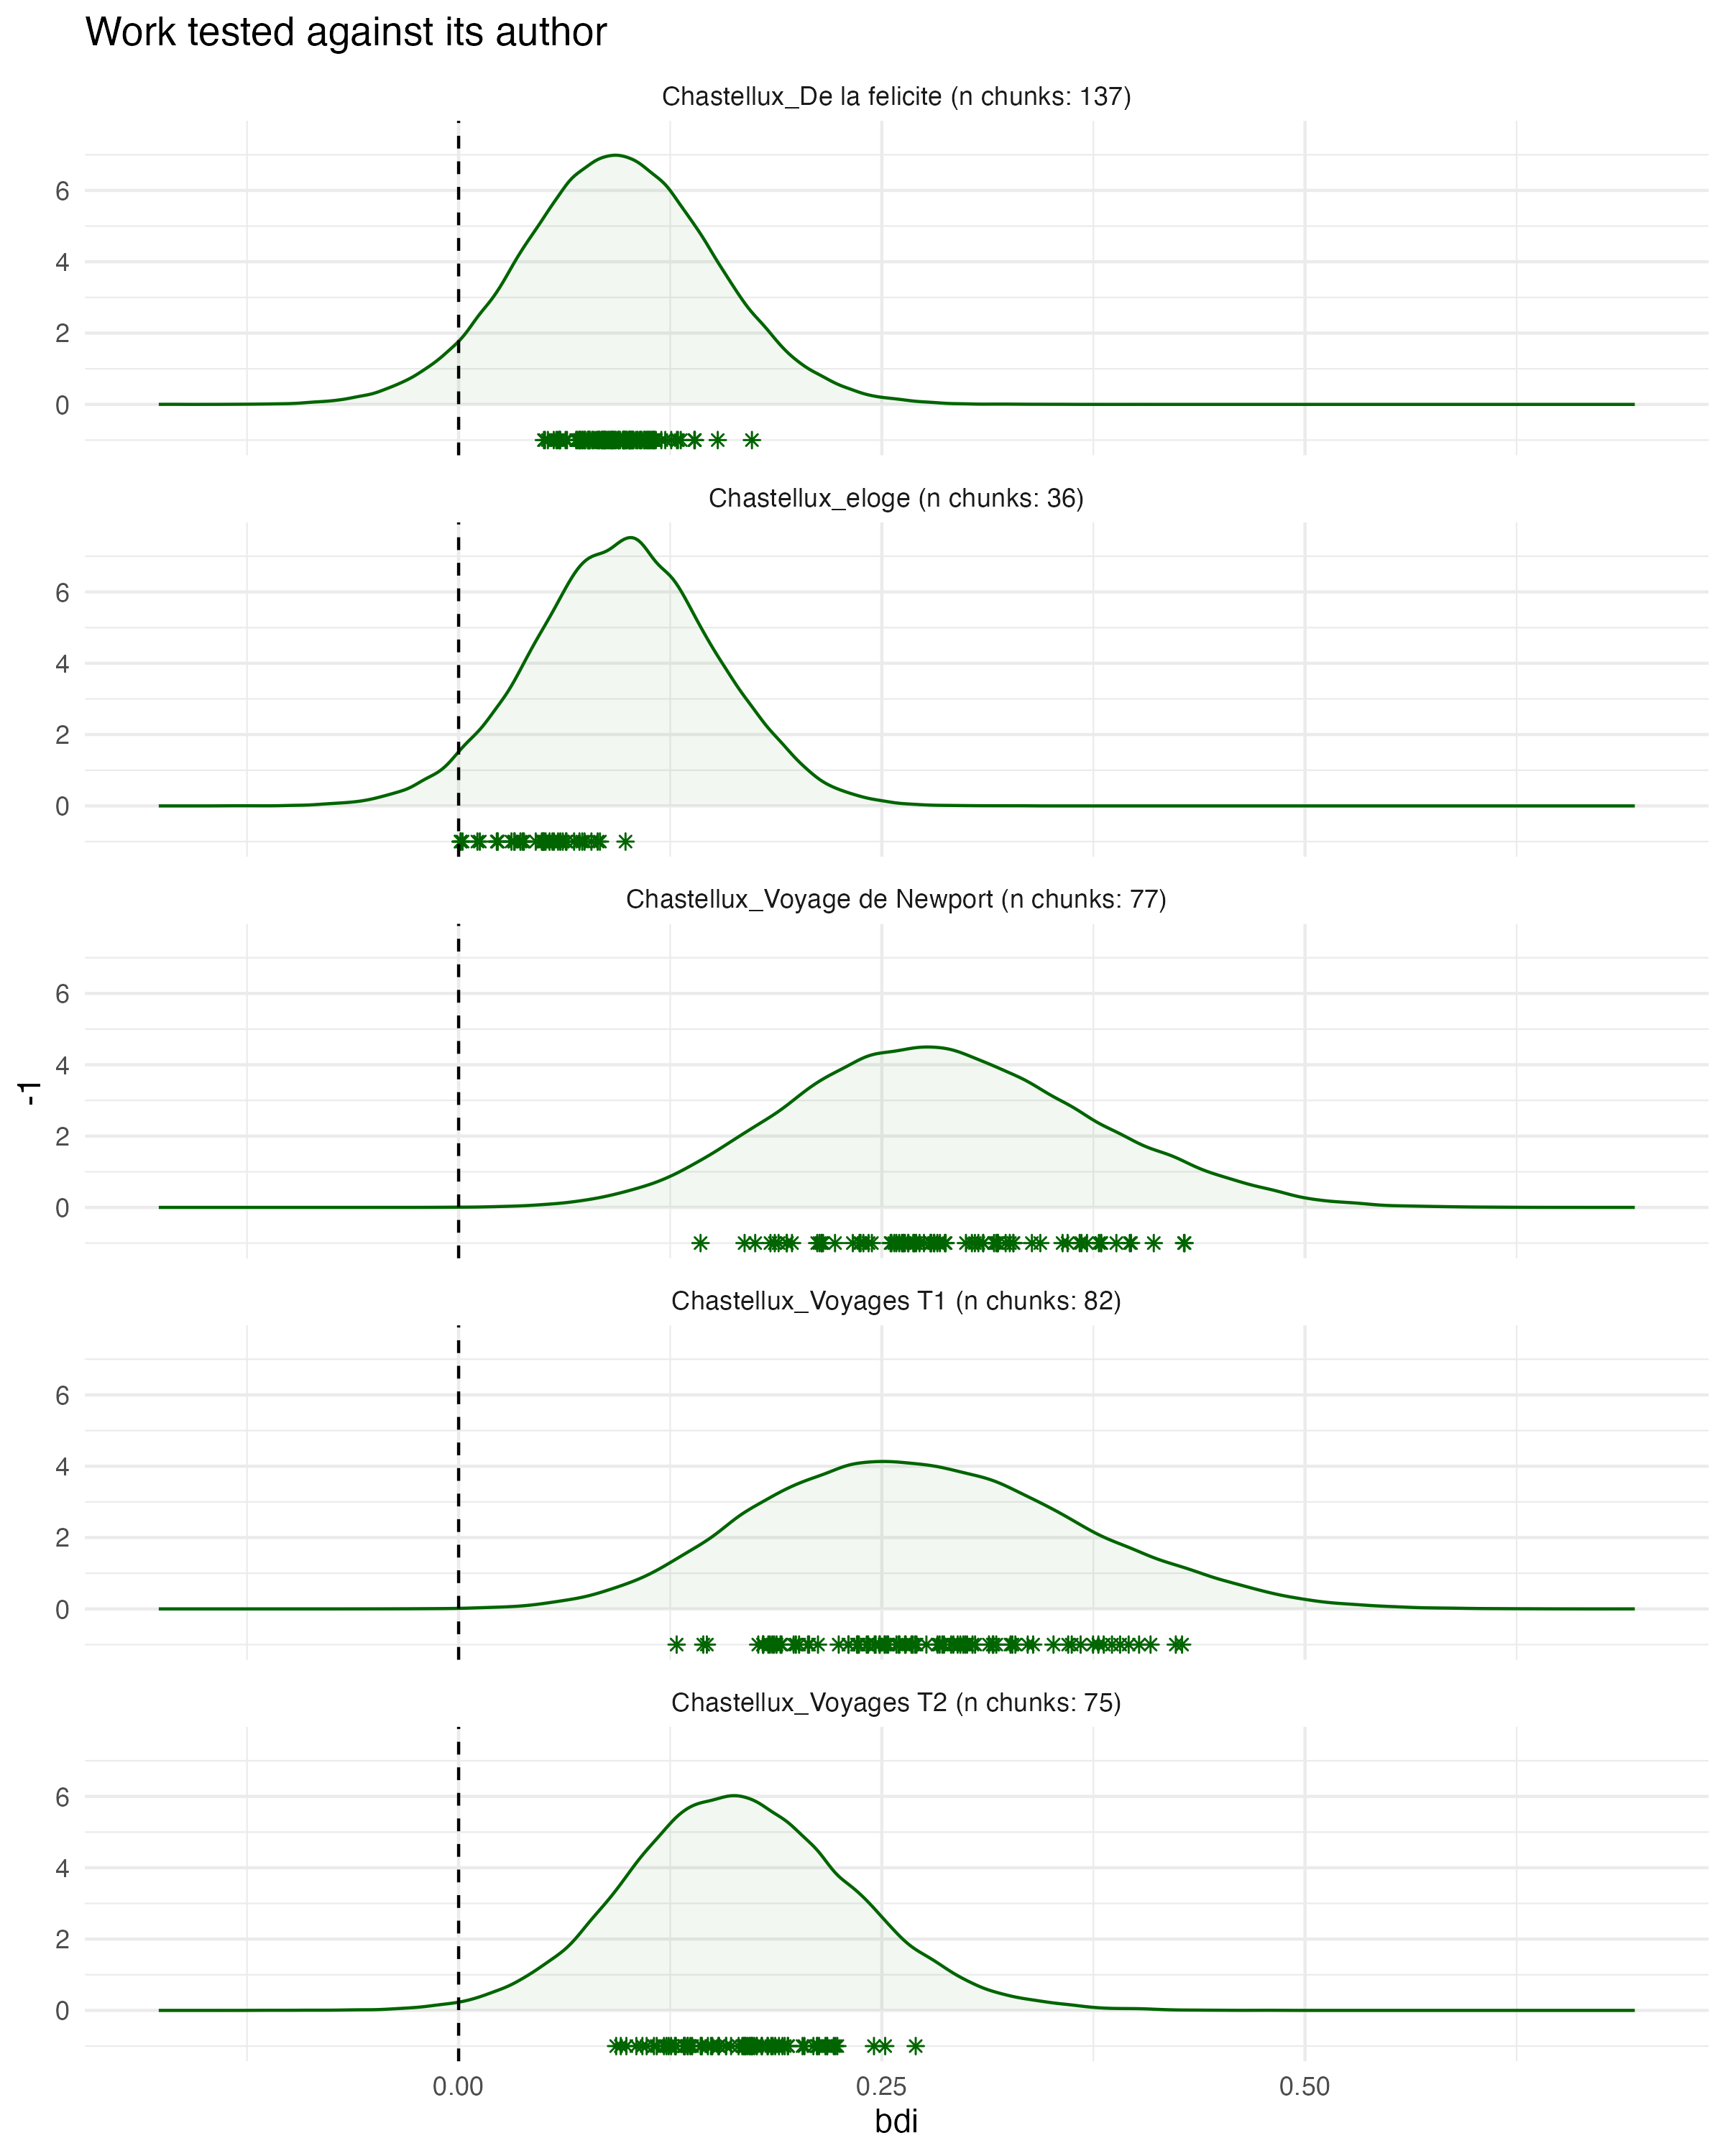 Work tested against its author
Chastellux_De la felicite (n chunks: 137)
6
4
2
0
Chastellux_eloge (n chunks: 36)
6
4
2
0
Chastellux_Voyage de Newport (n chunks: 77)
6
4
2
0
-1
Chastellux_Voyages T1 (n chunks: 82)
6
4
2
0
Chastellux_Voyages T2 (n chunks: 75)
6
4
2
0
0.00 0.25 0.50
bdi